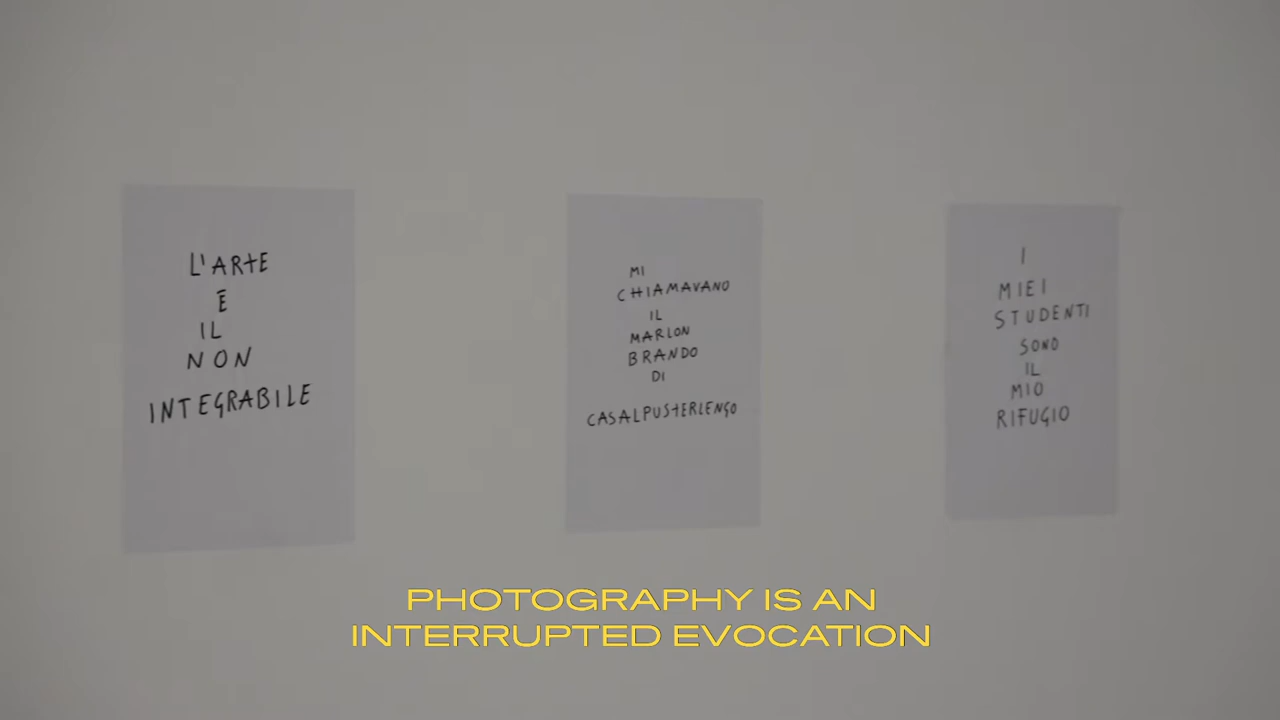 L'ARTE
È
IL
NON
INTEGRABILE
MI
CHIAMAVANO
IL
MARLON
BRANDO
DI
CASALPUSTERLENGO
I
MIEI
STUDENTI
SONO
IL
MIO
RIFUGIO
PHOTOGRAPHY IS AN
INTERRUPTED EVOCATION